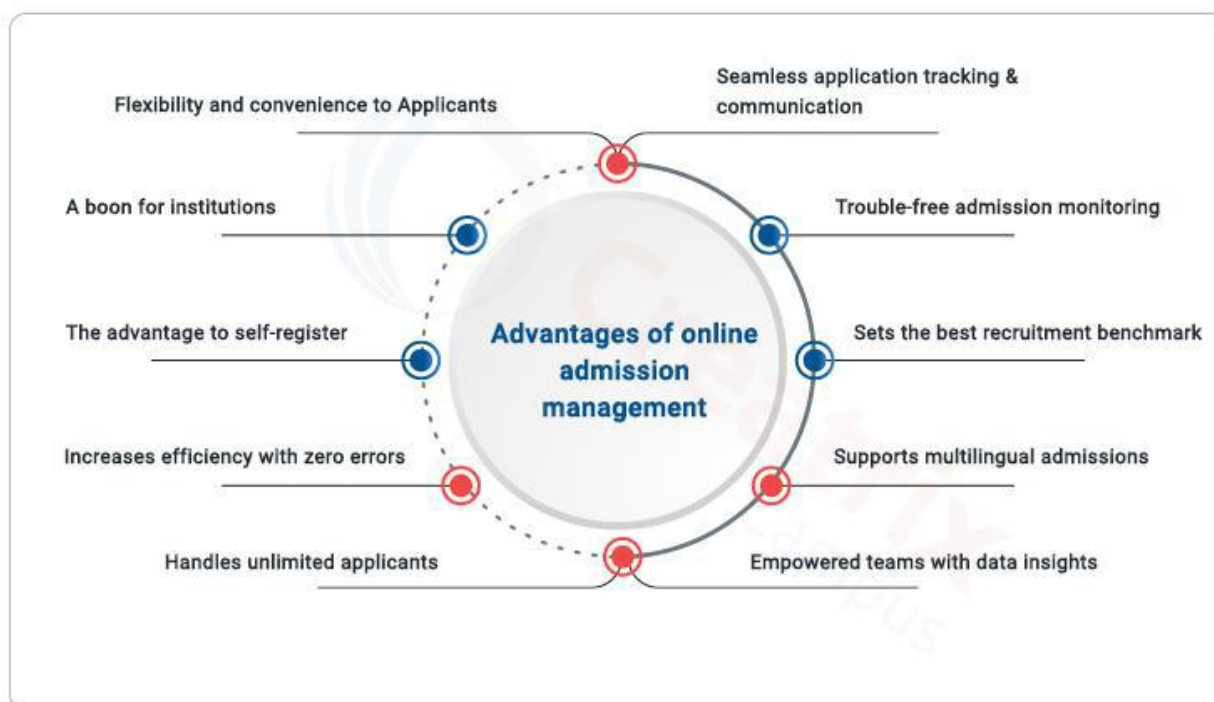 Flexibility and convenience to Applicants
Seamless application tracking &
communication
A boon for institutions
Trouble-free admission monitoring
The advantage to self-register
Sets the best recruitment benchmark
Advantages of online
admission
management
Increases efficiency with zero errors
Supports multilingual admissions
Handles unlimited applicants
Empowered teams with data insights
Creatrix
Campus